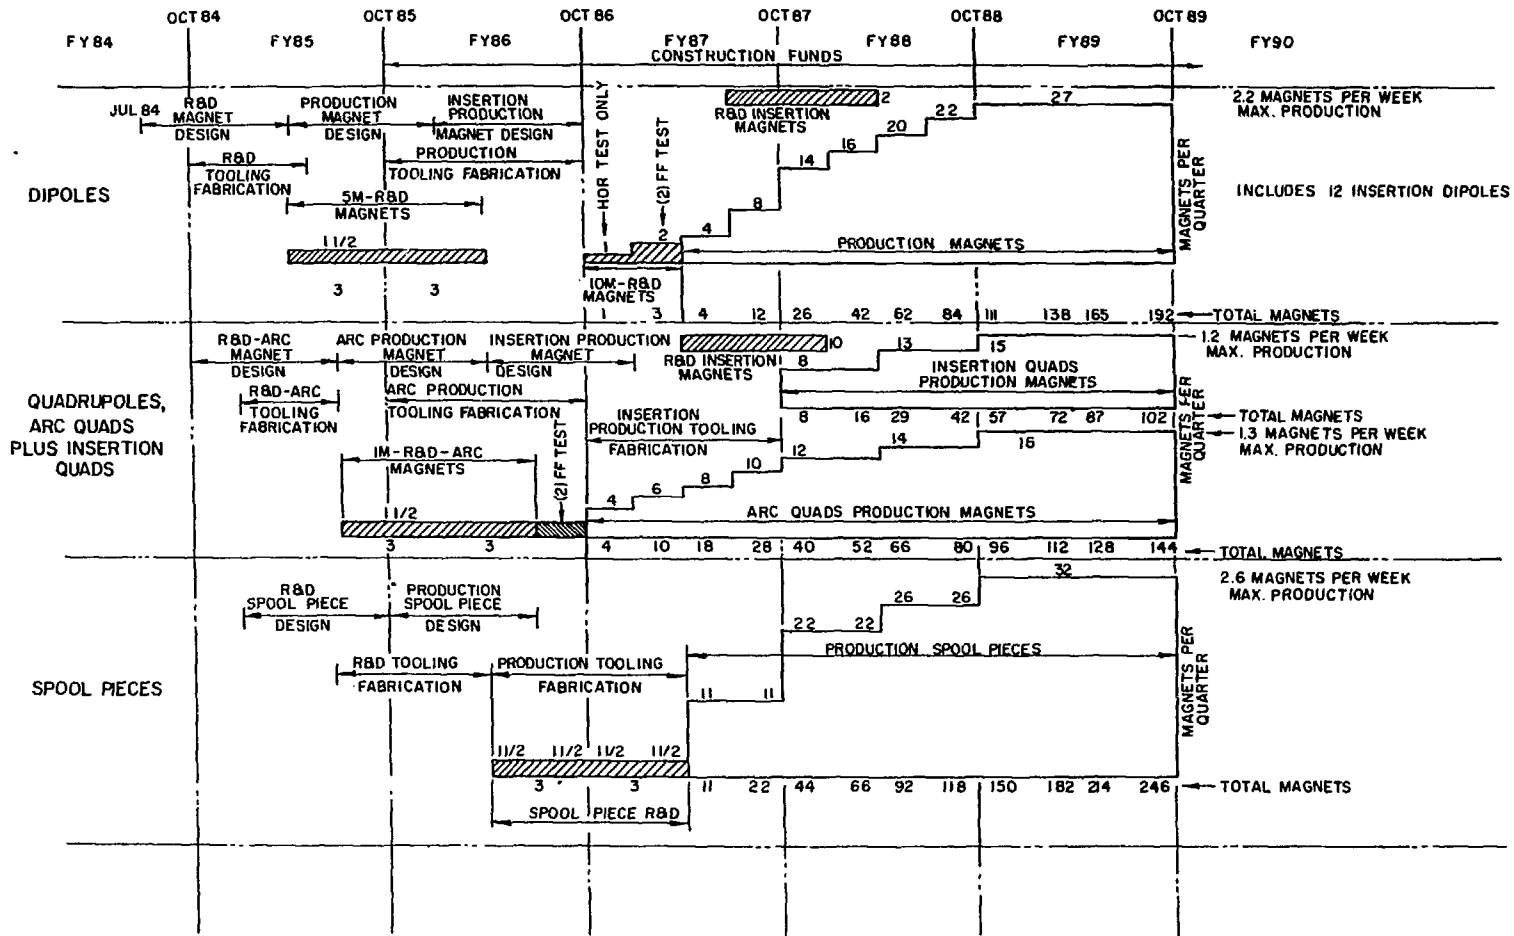 OCT 84 OCT 85 OCT 86 OCT 87 OCT 88 OCT 89
FY 84 FY85 FY86 FY87 FY88 FY89 FY90
CONSTRUCTION FUNDS
DIPOLES
JUL 84
R&D
MAGNET
DESIGN
PRODUCTION
MAGNET
DESIGN
INSERTION
PRODUCTION
MAGNET DESIGN
R&D
TOOLING
FABRICATION
PRODUCTION
TOOLING FABRICATION
5M-R&D
MAGNETS
1 1/2
3 3
HOR TEST ONLY
(2) FF TEST
2
10M-R&D
MAGNETS
1 3
2
R&D INSERTION
MAGNETS
4 8 14 16 20 22 27
PRODUCTION MAGNETS
MAGNETS PER
QUARTER
2.2 MAGNETS PER WEEK
MAX. PRODUCTION
INCLUDES 12 INSERTION DIPOLES
4 12 26 42 62 84 111 138 165 192
TOTAL MAGNETS
QUADRUPOLES,
ARC QUADS
PLUS INSERTION
QUADS
R&D-ARC
MAGNET
DESIGN
ARC PRODUCTION
MAGNET
DESIGN
INSERTION PRODUCTION
MAGNET
DESIGN
R&D-ARC
TOOLING
FABRICATION
ARC PRODUCTION
TOOLING FABRICATION
1M-R&D-ARC
MAGNETS
1 1/2
3 3
(2) FF TEST
INSERTION
PRODUCTION TOOLING
FABRICATION
10
R&D INSERTION
MAGNETS
8 13 15
INSERTION QUADS
PRODUCTION MAGNETS
1.2 MAGNETS PER WEEK
MAX. PRODUCTION
8 16 29 42 57 72 87 102
TOTAL MAGNETS
1.3 MAGNETS PER WEEK
MAX. PRODUCTION
MAGNETS PER
QUARTER
4 6 8 10 12 14 16
ARC QUADS PRODUCTION MAGNETS
4 10 18 28 40 52 66 80 96 112 128 144
TOTAL MAGNETS
SPOOL PIECES
R&D
SPOOL PIECE
DESIGN
PRODUCTION
SPOOL PIECE
DESIGN
R&D TOOLING
FABRICATION
PRODUCTION TOOLING
FABRICATION
1 1/2 1 1/2 1 1/2 1 1/2
3 3
SPOOL PIECE R&D
11 11 22 22 26 26 32
PRODUCTION SPOOL PIECES
MAGNETS PER
QUARTER
2.6 MAGNETS PER WEEK
MAX. PRODUCTION
11 22 44 66 92 118 150 182 214 246
TOTAL MAGNETS